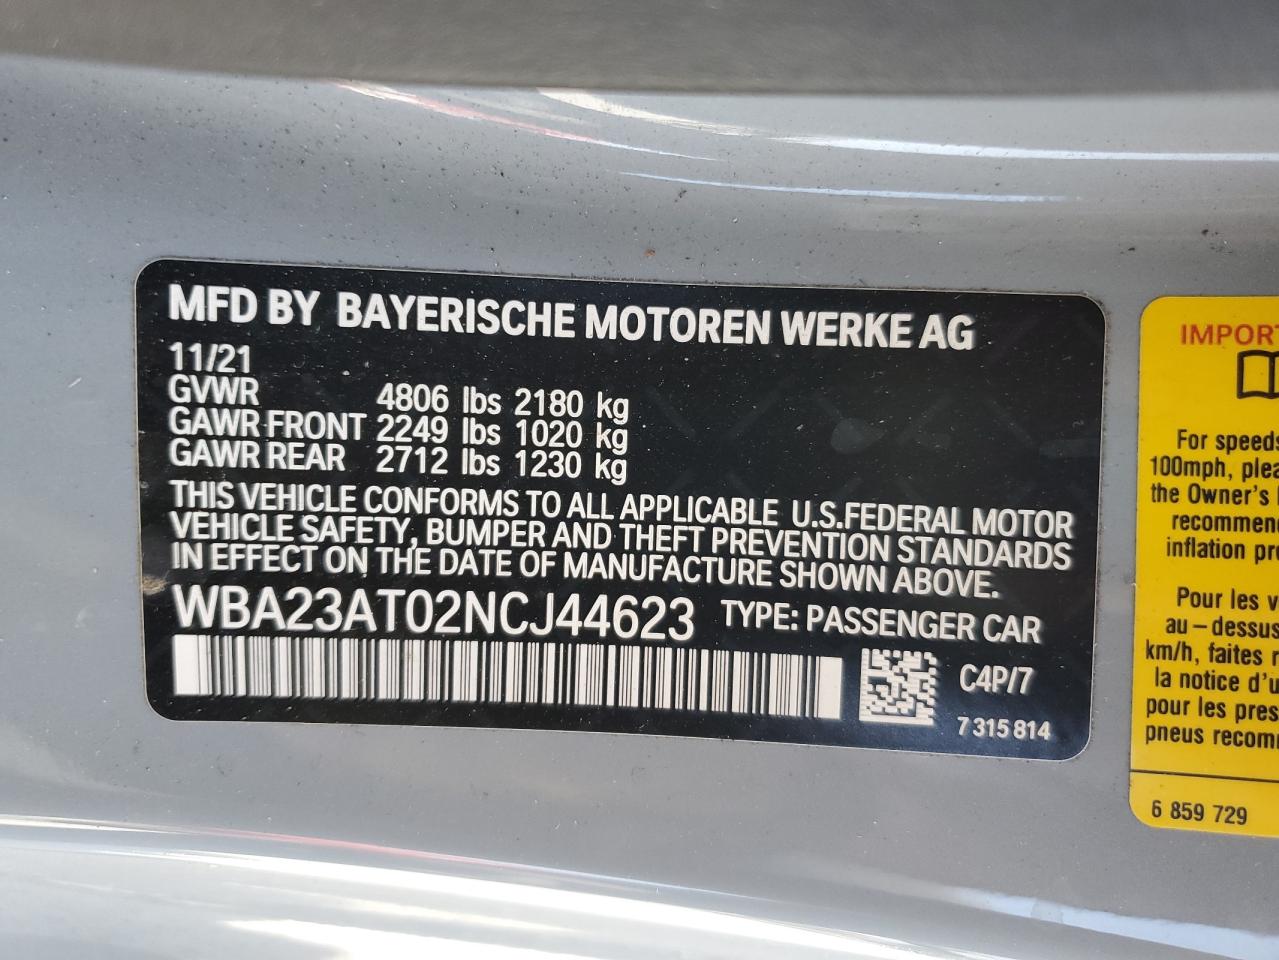 MFD BY BAYERISCHE MOTOREN WERKE AG
11/21
GVWR 4806 lbs 2180 kg
GAWR FRONT 2249 lbs 1020 kg
GAWR REAR 2712 lbs 1230 kg
THIS VEHICLE CONFORMS TO ALL APPLICABLE U.S.FEDERAL MOTOR
VEHICLE SAFETY, BUMPER AND THEFT PREVENTION STANDARDS
IN EFFECT ON THE DATE OF MANUFACTURE SHOWN ABOVE.
WBA23AT02NCJ44623 TYPE: PASSENGER CAR
C4P/7
7 315 814
IMPORT
For speeds
100mph, plea
the Owner's
recommen
inflation pr
Pour les v
au-dessus
km/h, faites r
la notice d'u
pour les pres
pneus recom
6 859 729